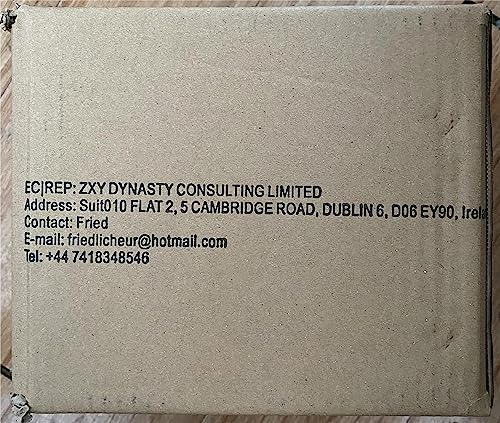 EC|REP: ZXY DYNASTY CONSULTING LIMITED
Address: Suit010 FLAT 2, 5 CAMBRIDGE ROAD, DUBLIN 6, D06 EY90, Irela
Contact: Fried
E-mail: friedlicheur@hotmail.com
Tel: +44 7418348546